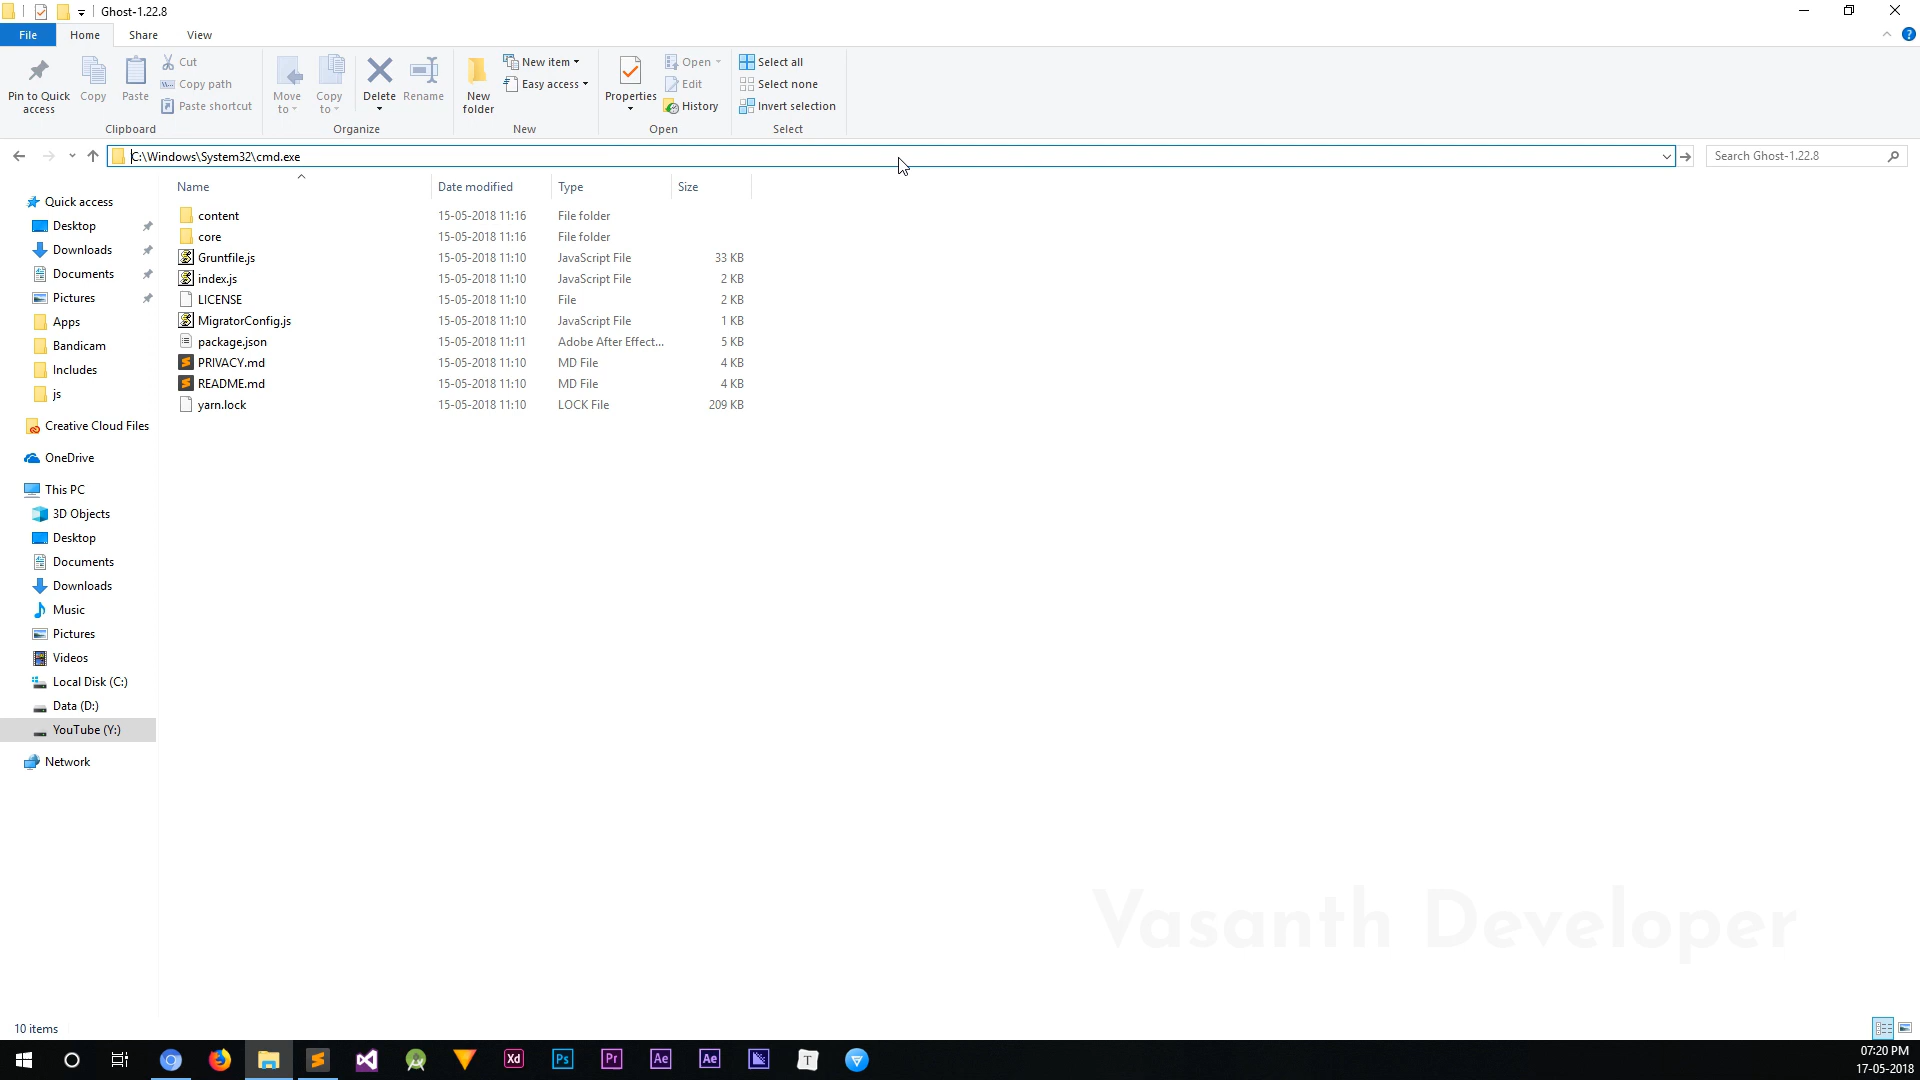 Ghost-1.22.8
File Home Share View
Pin to Quick access
Copy
Paste
Cut
Copy path
Paste shortcut
Clipboard
Move to
Copy to
Delete
Rename
Organize
New folder
New item
Easy access
New
Properties
Open
Edit
History
Open
Select all
Select none
Invert selection
Select
C:\Windows\System32\cmd.exe
Search Ghost-1.22.8
Name Date modified Type Size
content 15-05-2018 11:16 File folder
core 15-05-2018 11:16 File folder
Gruntfile.js 15-05-2018 11:10 JavaScript File 33 KB
index.js 15-05-2018 11:10 JavaScript File 2 KB
LICENSE 15-05-2018 11:10 File 2 KB
MigratorConfig.js 15-05-2018 11:10 JavaScript File 1 KB
package.json 15-05-2018 11:11 Adobe After Effect... 5 KB
PRIVACY.md 15-05-2018 11:10 MD File 4 KB
README.md 15-05-2018 11:10 MD File 4 KB
yarn.lock 15-05-2018 11:10 LOCK File 209 KB
Quick access
Desktop
Downloads
Documents
Pictures
Apps
Bandicam
Includes
js
Creative Cloud Files
OneDrive
This PC
3D Objects
Desktop
Documents
Downloads
Music
Pictures
Videos
Local Disk (C:)
Data (D:)
YouTube (Y:)
Network
Vasanth Developer
10 items
Xd Ps Pr Ae Ae T
07:20 PM
17-05-2018